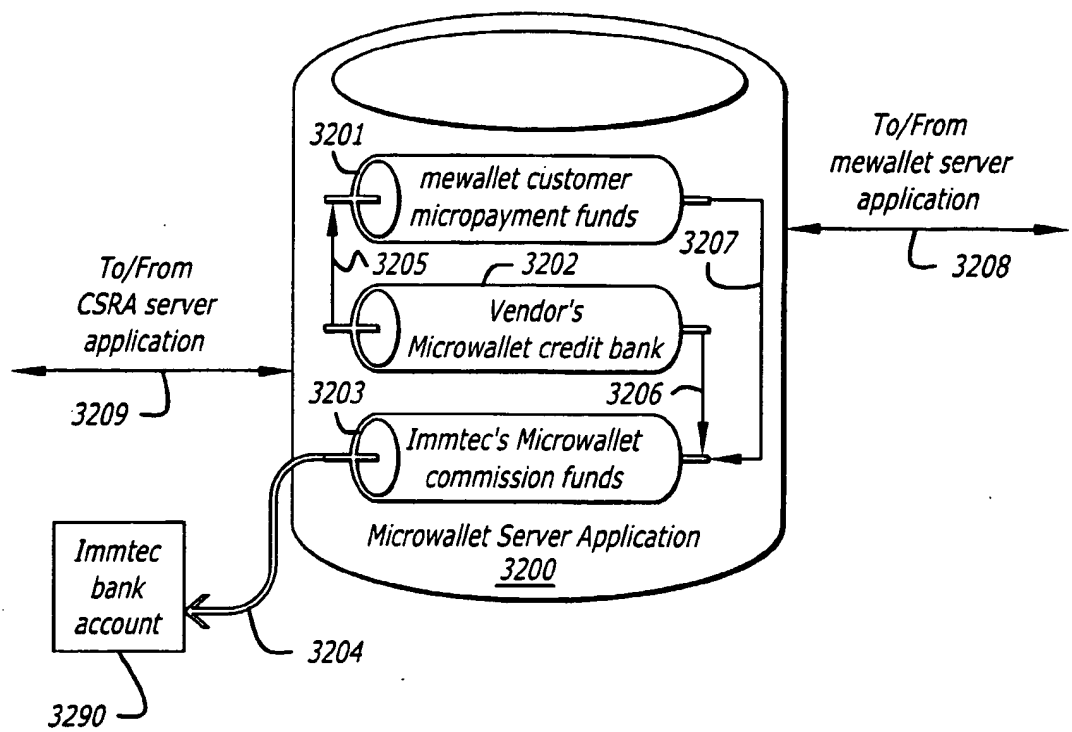 3201
mewallet customer
micropayment funds
To/From
mewallet server
application
3207
3208
3205
3202
To/From
CSRA server
application
Vendor's
Microwallet credit bank
3206
3209
3203
Immtec's Microwallet
commission funds
Microwallet Server Application
3200
Immtec
bank
account
3204
3290